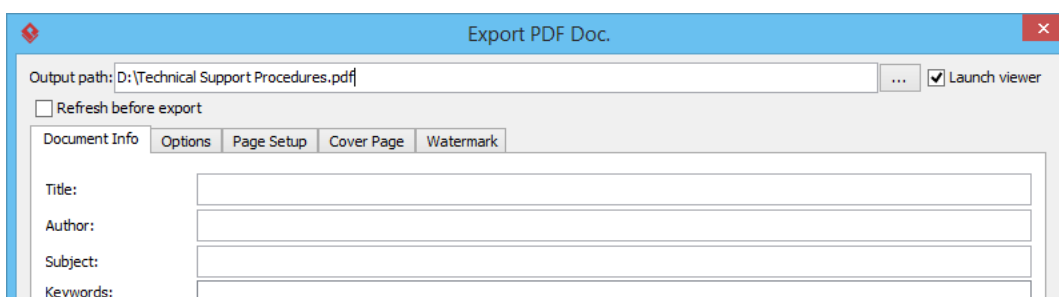 Export PDF Doc.
Output path: D:\Technical Support Procedures.pdf ... Launch viewer
Refresh before export
Document Info Options Page Setup Cover Page Watermark
Title:
Author:
Subject:
Keywords: